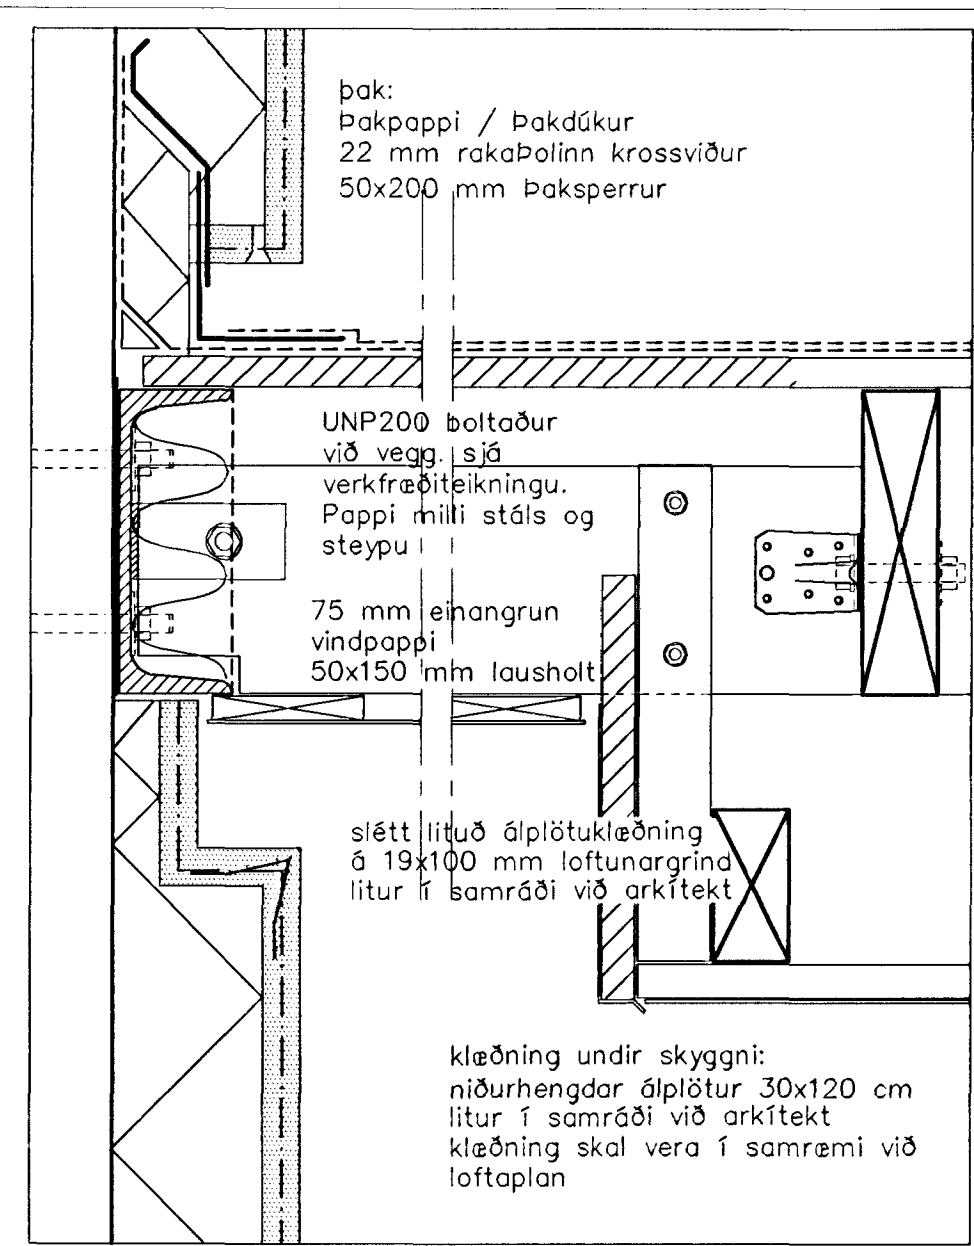 þak:
Þakpappi / Þakdúkur
22 mm rakaÞolinn krossviður
50x200 mm Þaksperrur
UNP200 boltaður
við vegg. sjá
verkfræðiteikningu.
Pappi milli stáls og
steypu
75 mm einangrun
vindpappi
50x150 mm lausholt
slétt lituð álplötuklæðning
á 19x100 mm loftunargrind
litur í samráði við arkítekt
klæðning undir skyggni:
niðurhengdar álplötur 30x120 cm
litur í samráði við arkítekt
klæðning skal vera í samræmi við
loftaplan